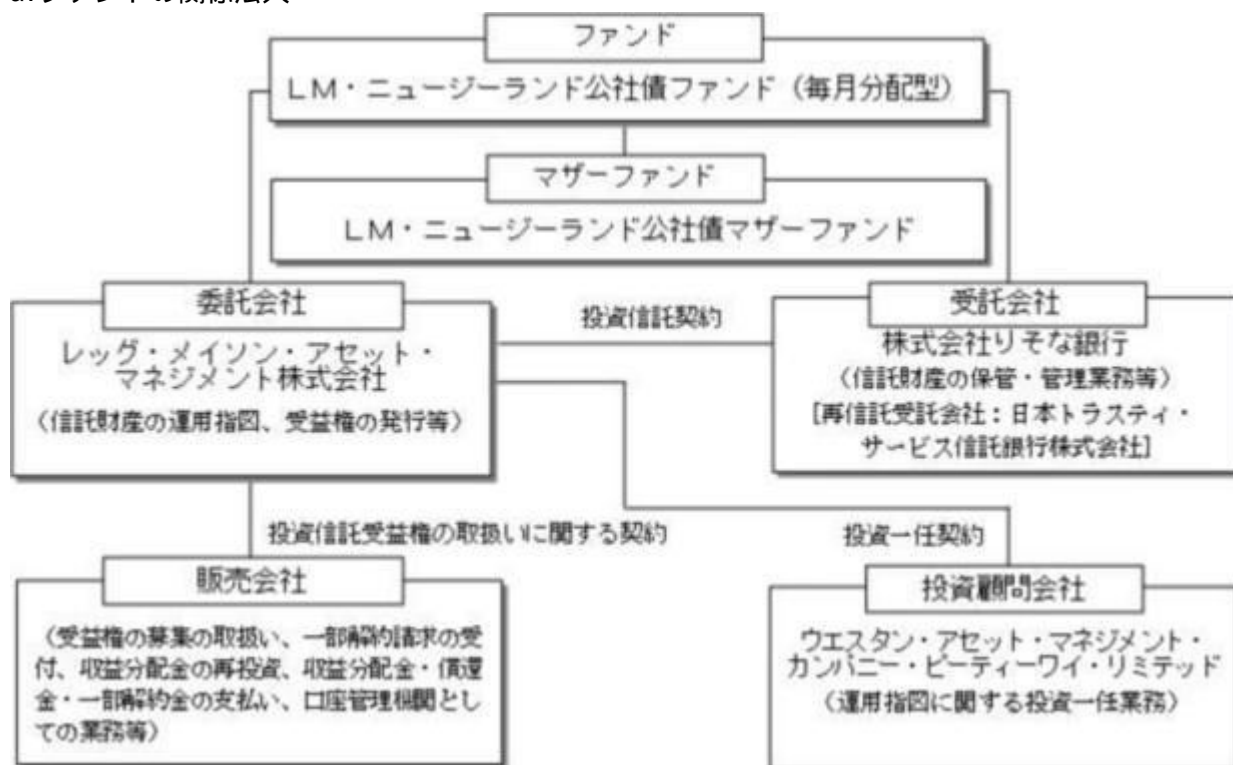 ファンド
LM・ニュージーランド公社債ファンド（毎月分配型）
マザーファンド
LM・ニュージーランド公社債マザーファンド
委託会社
レッグ・メイソン・アセット・
マネジメント株式会社
（信託財産の運用指図、受益権の発行等）
投資信託契約
受託会社
株式会社りそな銀行
（信託財産の保管・管理業務等）
[再信託受託会社：日本トラスティ・
サービス信託銀行株式会社]
投資信託受益権の取扱いに関する契約
投資一任契約
販売会社
（受益権の募集の取扱い、一部解約請求の受
付、収益分配金の再投資、収益分配金・償還
金・一部解約金の支払い、口座管理機関とし
ての業務等）
投資顧問会社
ウエスタン・アセット・マネジメント・
カンパニー・ピーティーワイ・リミテッド
（運用指図に関する投資一任業務）